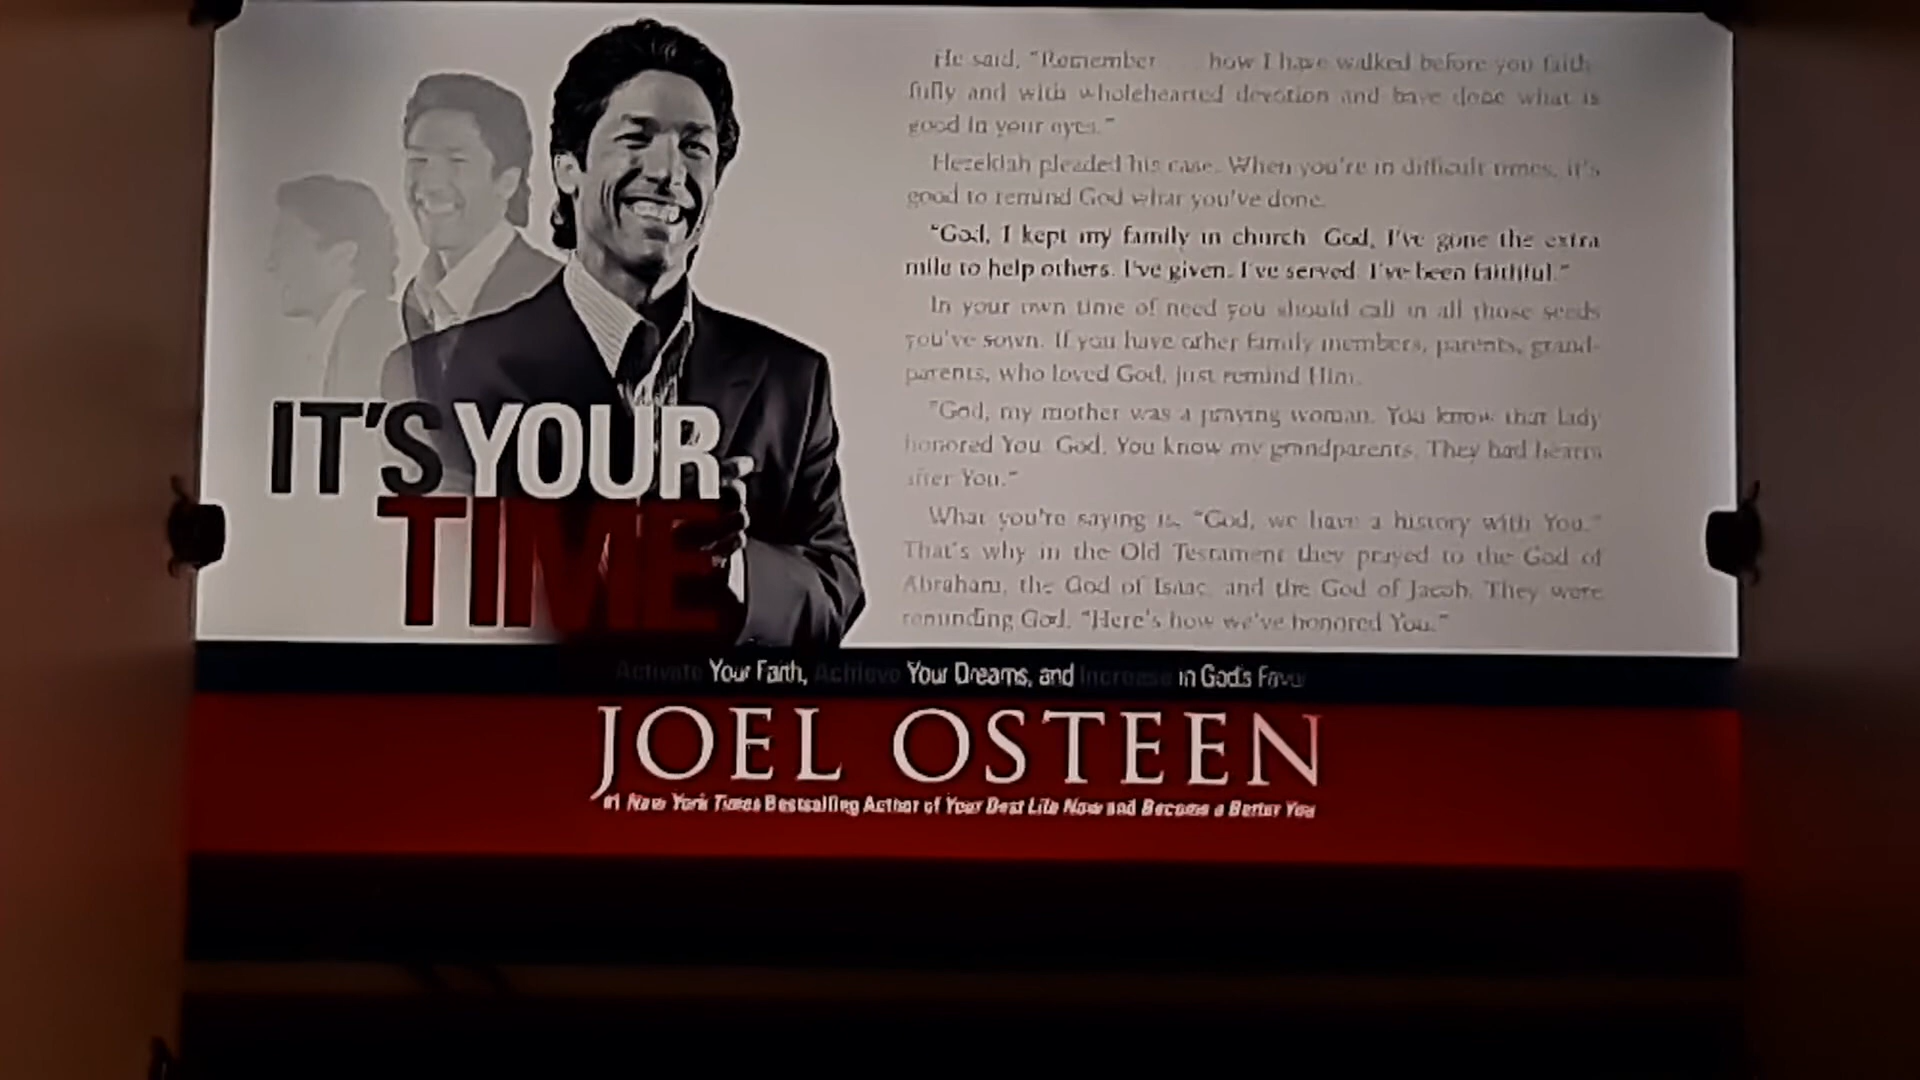 He said, "Remember . . . how I have walked before you faith-
fully and with wholehearted devotion and have done what is
good in your eyes."
Hezekiah pleaded his case. When you're in difficult times, it's
good to remind God what you've done.
"God, I kept my family in church. God, I've gone the extra
mile to help others. I've given. I've served. I've been faithful."
In your own time of need you should call in all those seeds
you've sown. If you have other family members, parents, grand-
parents, who loved God, just remind Him.
"God, my mother was a praying woman. You know that lady
honored You. God, You know my grandparents. They had hearts
after You."
What you're saying is, "God, we have a history with You."
That's why in the Old Testament they prayed to the God of
Abraham, the God of Isaac, and the God of Jacob. They were
reminding God, "Here's how we've honored You."
IT'S YOUR
TIME
Activate Your Faith, Achieve Your Dreams, and Increase in God's Favor
JOEL OSTEEN
#1 New York Times Bestselling Author of Your Best Life Now and Become a Better You